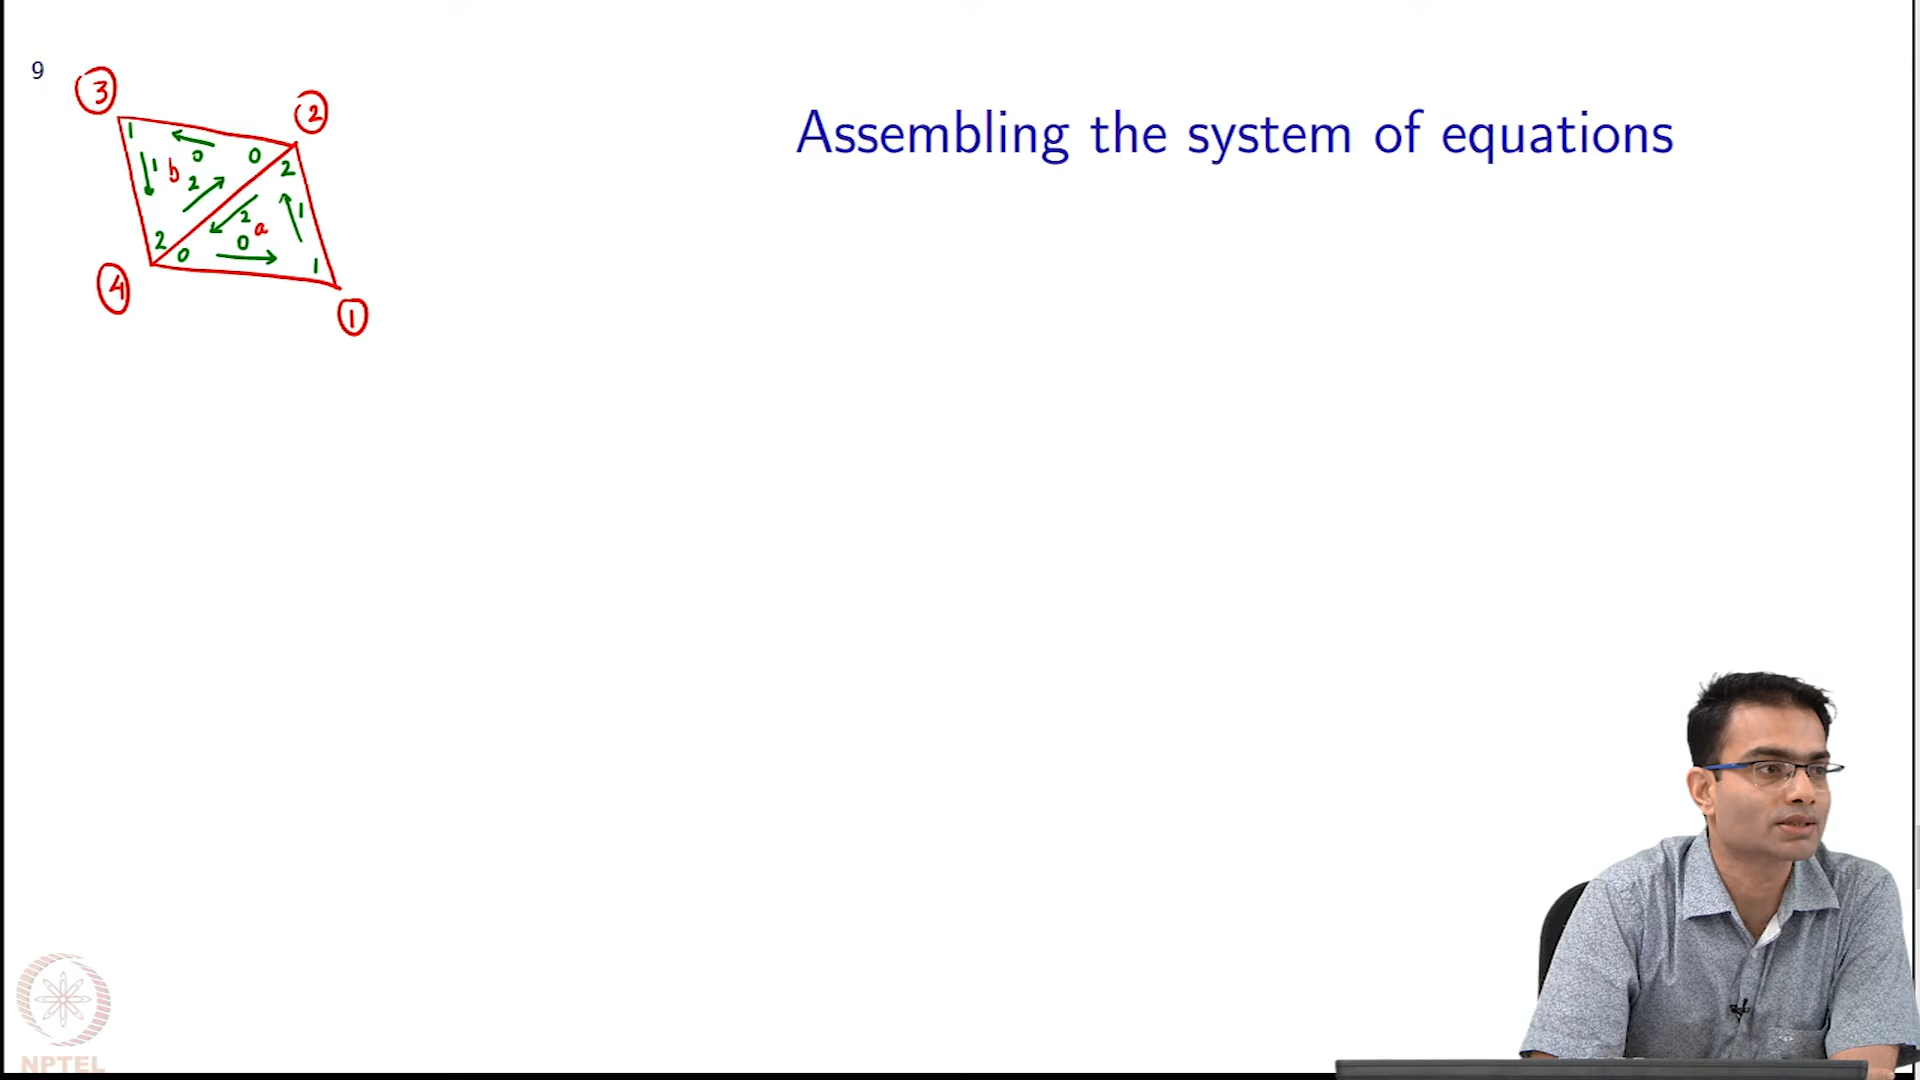 9
Assembling the system of equations
3
2
1 0 0 2
1 b 2
2 a 1
2 0 0 1
4
1
NPTEL